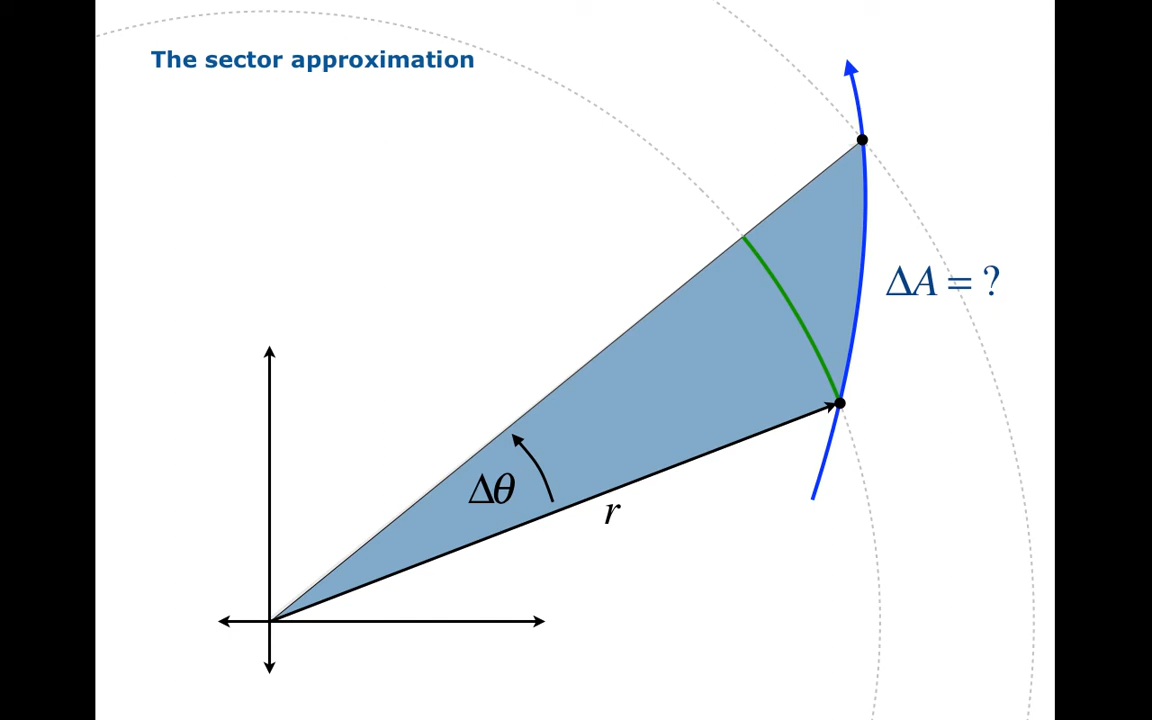 The sector approximation
ΔA = ?
Δθ
r